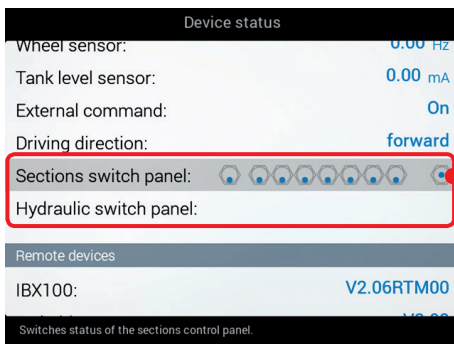 Device status
Wheel sensor: 0.00 Hz
Tank level sensor: 0.00 mA
External command: On
Driving direction: forward
Sections switch panel:
Hydraulic switch panel:
Remote devices
IBX100: V2.06RTM00
Switches status of the sections control panel.